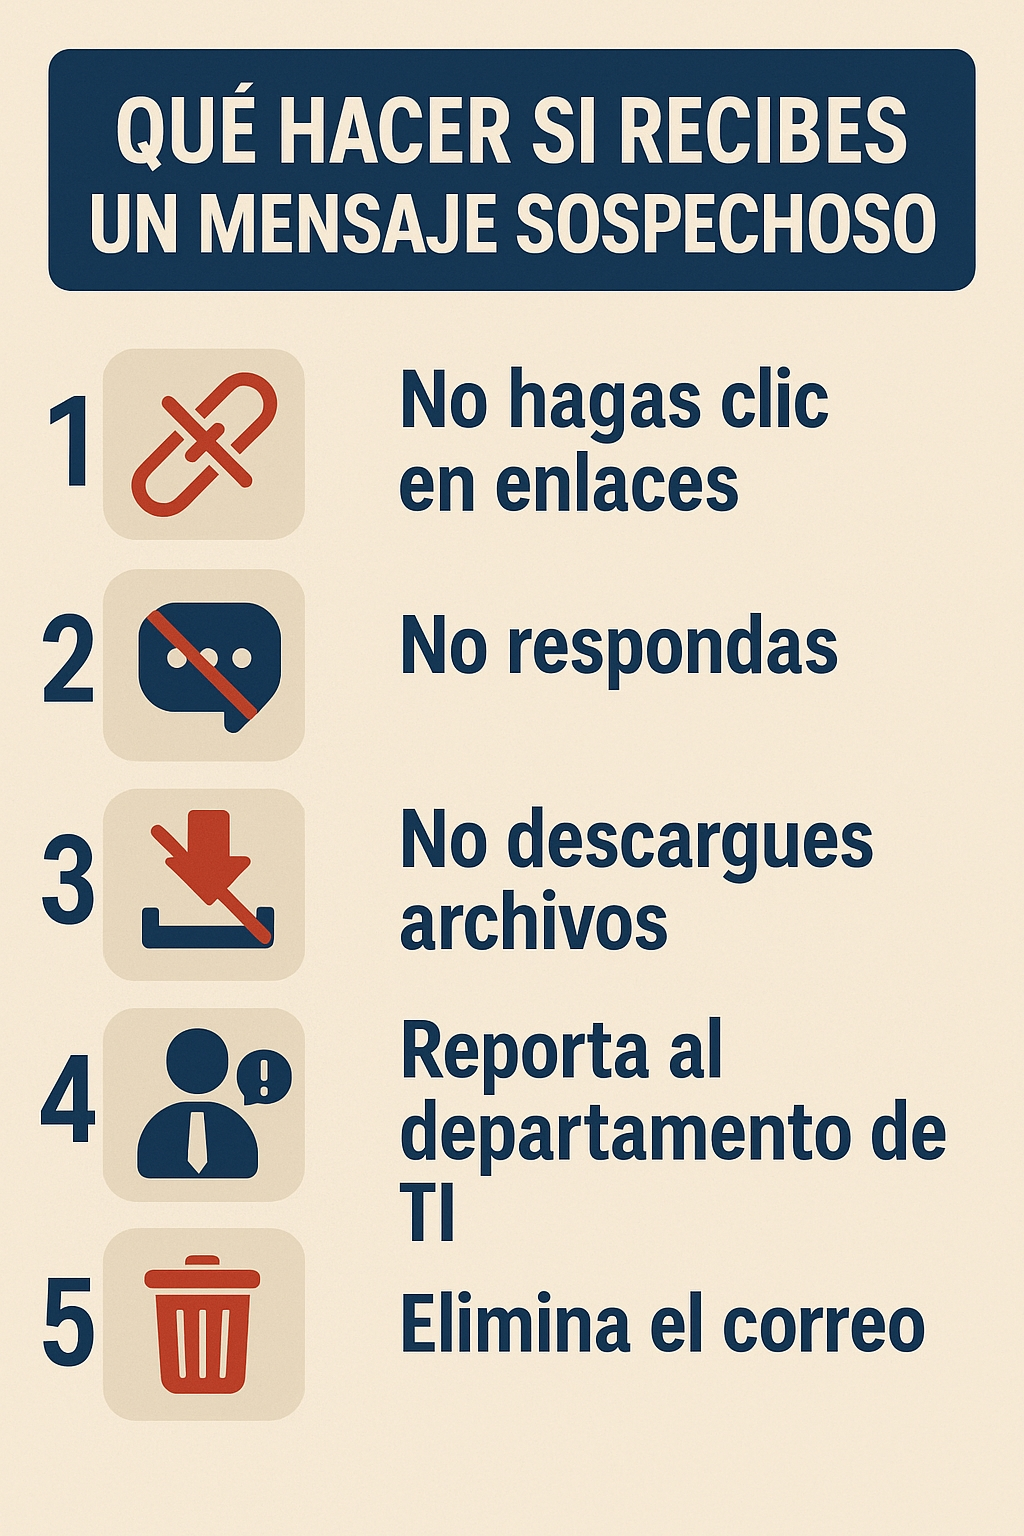 QUÉ HACER SI RECIBES
UN MENSAJE SOSPECHOSO
1
No hagas clic
en enlaces
2
No respondas
3
No descargues
archivos
4
Reporta al
departamento de
TI
5
Elimina el correo